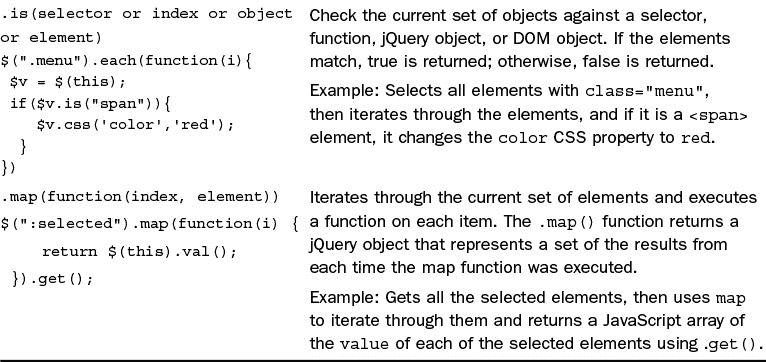 .is(selector or index or object
or element)
$(".menu").each(function(i){
$v = $(this);
if($v.is("span")){
$v.css('color','red');
}
})
Check the current set of objects against a selector,
function, jQuery object, or DOM object. If the elements
match, true is returned; otherwise, false is returned.
Example: Selects all elements with class="menu",
then iterates through the elements, and if it is a <span>
element, it changes the color CSS property to red.
.map(function(index, element))
$(":selected").map(function(i) {
return $(this).val();
}).get();
Iterates through the current set of elements and executes
a function on each item. The .map() function returns a
jQuery object that represents a set of the results from
each time the map function was executed.
Example: Gets all the selected elements, then uses map
to iterate through them and returns a JavaScript array of
the value of each of the selected elements using .get().